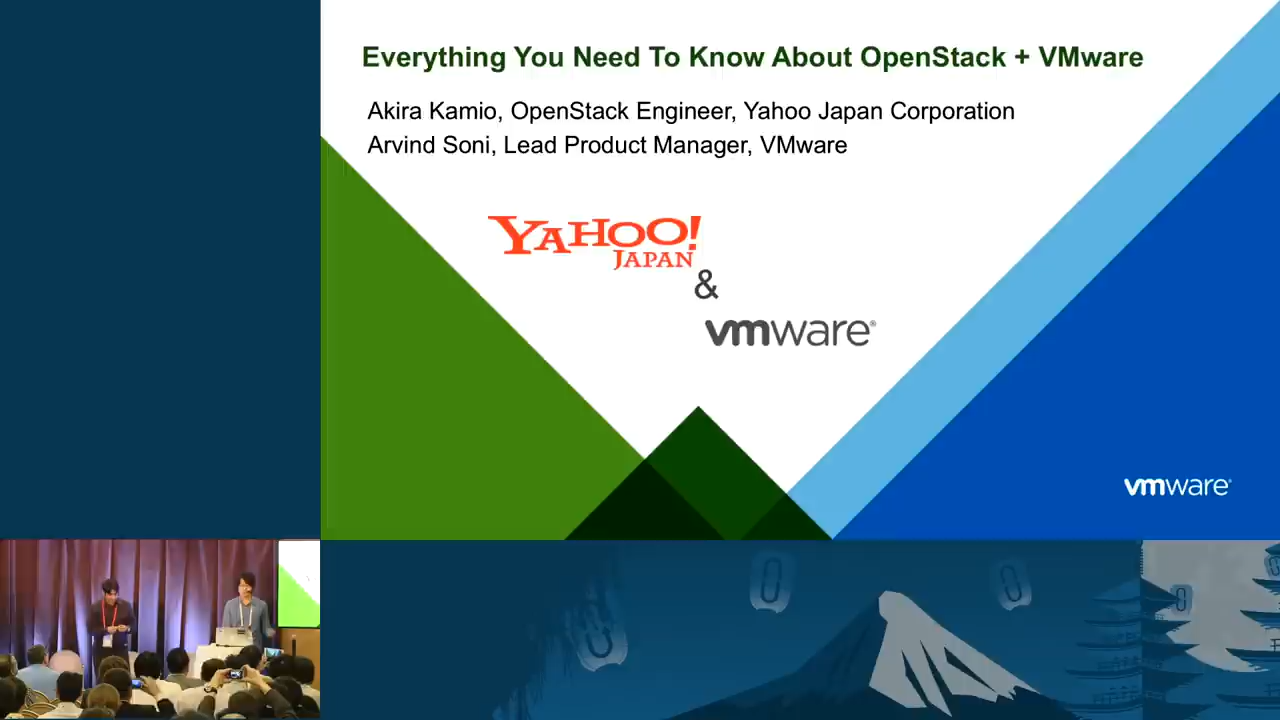 Everything You Need To Know About OpenStack + VMware
Akira Kamio, OpenStack Engineer, Yahoo Japan Corporation
Arvind Soni, Lead Product Manager, VMware
YAHOO!
JAPAN
&
vmware®
vmware®